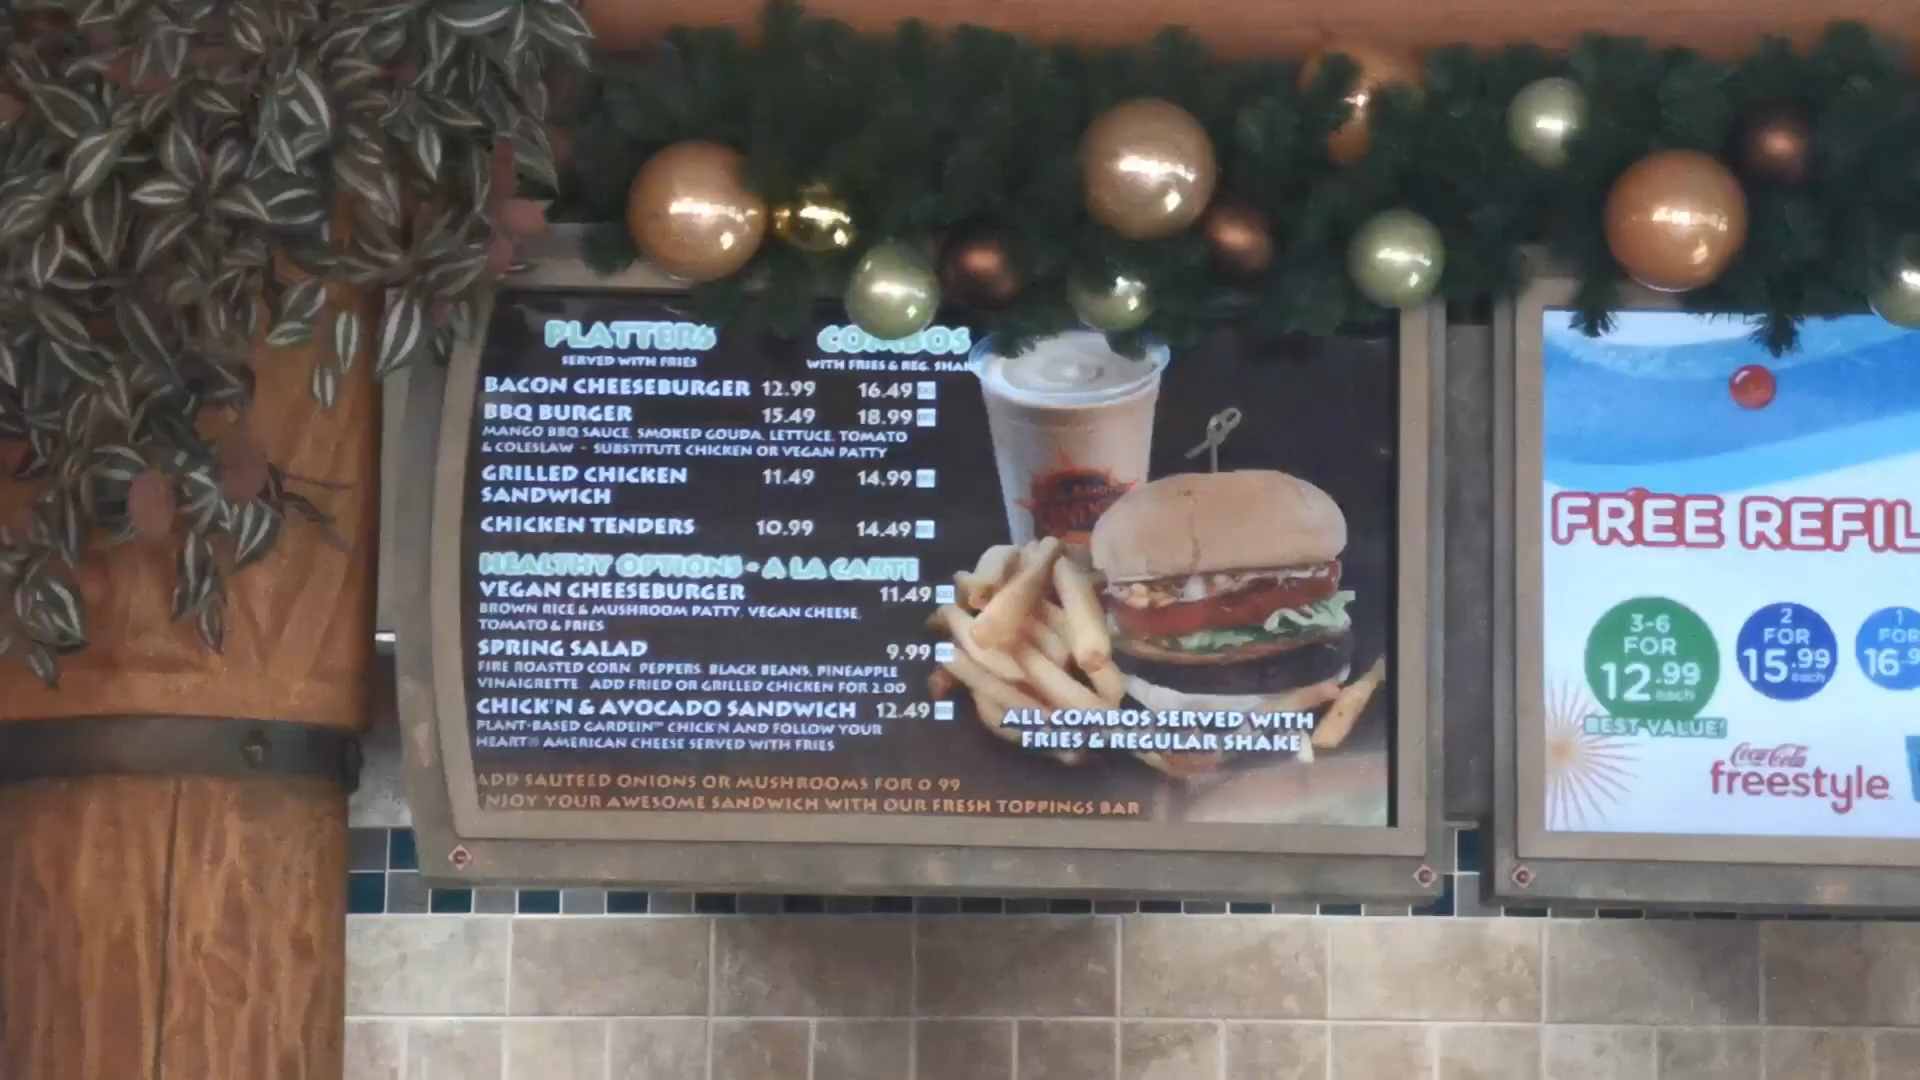 PLATTERS
SERVED WITH FRIES
COMBOS
WITH FRIES & REG. SHAK
BACON CHEESEBURGER 12.99 16.49
BBQ BURGER 15.49 18.99
MANGO BBQ SAUCE, SMOKED GOUDA, LETTUCE, TOMATO
& COLESLAW - SUBSTITUTE CHICKEN OR VEGAN PATTY
GRILLED CHICKEN 11.49 14.99
SANDWICH
CHICKEN TENDERS 10.99 14.49
HEALTHY OPTIONS - A LA CARTE
VEGAN CHEESEBURGER 11.49
BROWN RICE & MUSHROOM PATTY, VEGAN CHEESE,
TOMATO & FRIES
SPRING SALAD 9.99
FIRE ROASTED CORN, PEPPERS, BLACK BEANS, PINEAPPLE
VINAIGRETTE. ADD FRIED OR GRILLED CHICKEN FOR 2.00
CHICK'N & AVOCADO SANDWICH 12.49
PLANT-BASED GARDEIN™ CHICK'N AND FOLLOW YOUR
HEART® AMERICAN CHEESE SERVED WITH FRIES
ADD SAUTEED ONIONS OR MUSHROOMS FOR 0.99
NJOY YOUR AWESOME SANDWICH WITH OUR FRESH TOPPINGS BAR
ALL COMBOS SERVED WITH
FRIES & REGULAR SHAKE
FREE REFIL
3-6
FOR
12.99
each
BEST VALUE!
2
FOR
15.99
each
1
FOR
16.9
Coca-Cola
freestyle